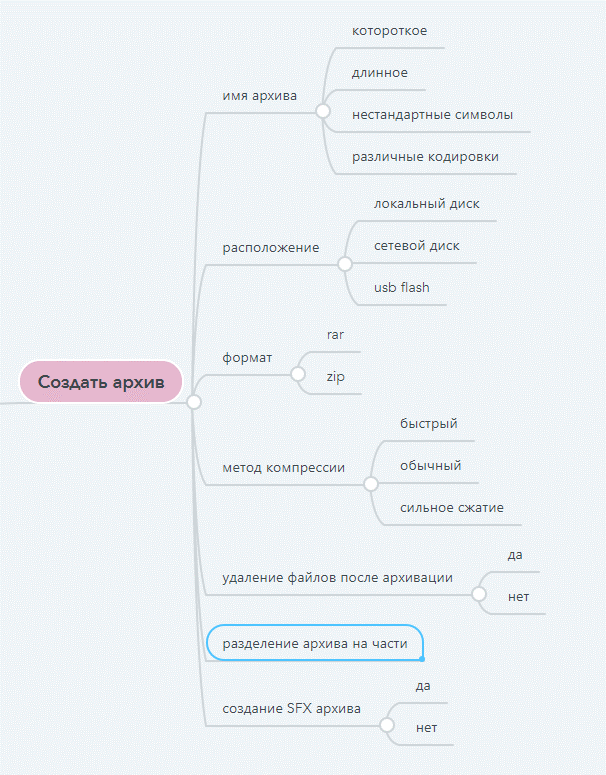 Создать архив
имя архива
котороткое
длинное
нестандартные символы
различные кодировки
расположение
локальный диск
сетевой диск
usb flash
формат
rar
zip
метод компрессии
быстрый
обычный
сильное сжатие
удаление файлов после архивации
да
нет
разделение архива на части
создание SFX архива
да
нет